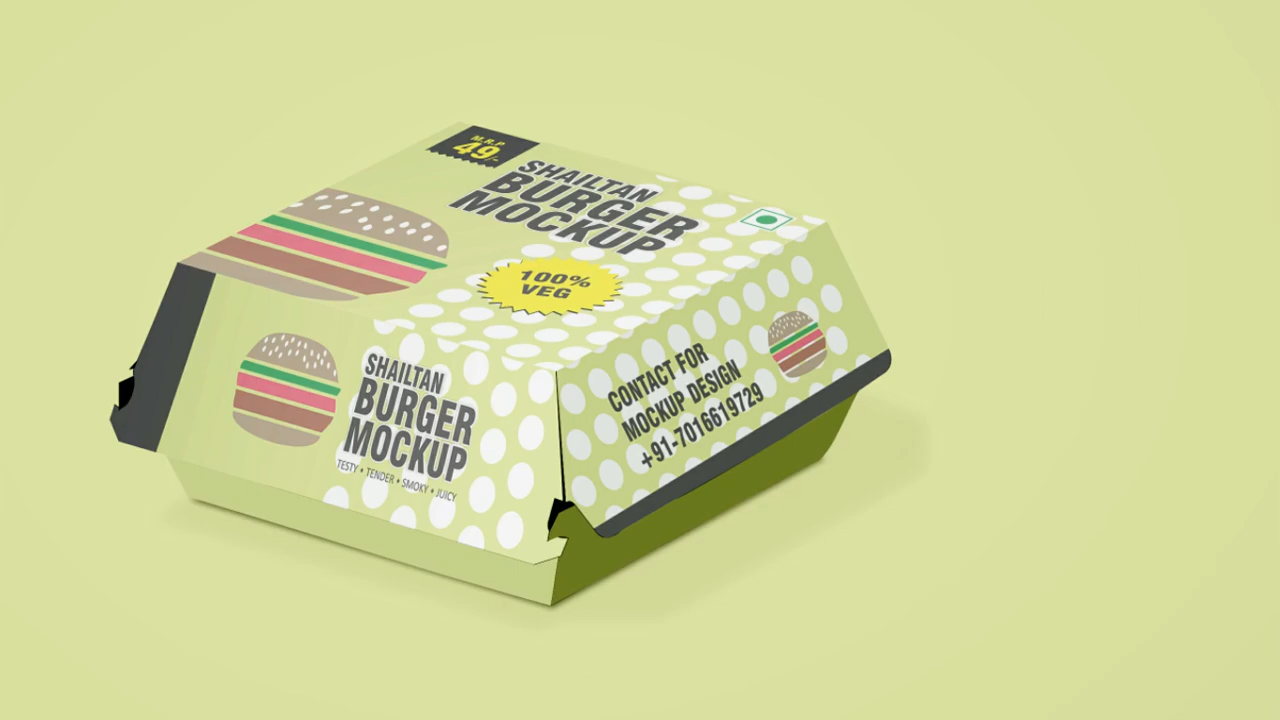 M.R.P
49/-
SHAILTAN
BURGER
MOCKUP
100%
VEG
SHAILTAN
BURGER
MOCKUP
TESTY • TENDER • SMOKY • JUICY
CONTACT FOR
MOCKUP DESIGN
+91-7016619729